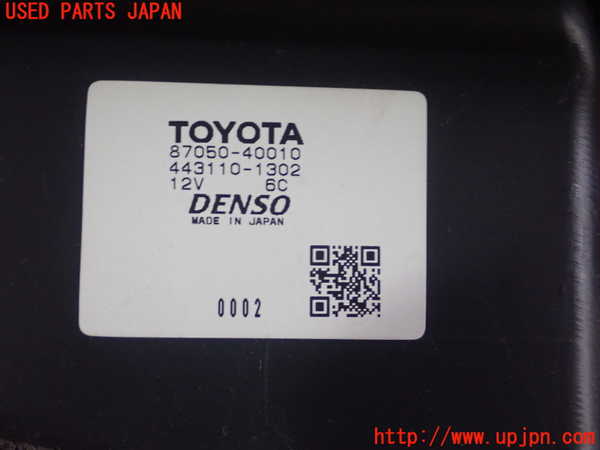 USED PARTS JAPAN
TOYOTA
87050-40010
443110-1302
12V 6C
DENSO
MADE IN JAPAN
0002
http://www.upjpn.com/